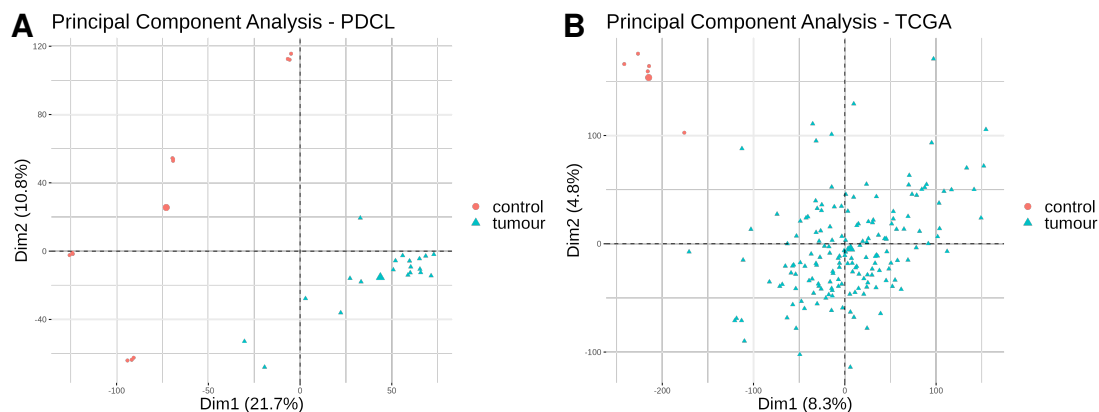 A
Principal Component Analysis - PDCL
120
80
40
0
-40
-100
-50
0
50
Dim1 (21.7%)
Dim2 (10.8%)
control
tumour
B
Principal Component Analysis - TCGA
100
0
-100
-200
-100
0
100
Dim1 (8.3%)
Dim2 (4.8%)
control
tumour